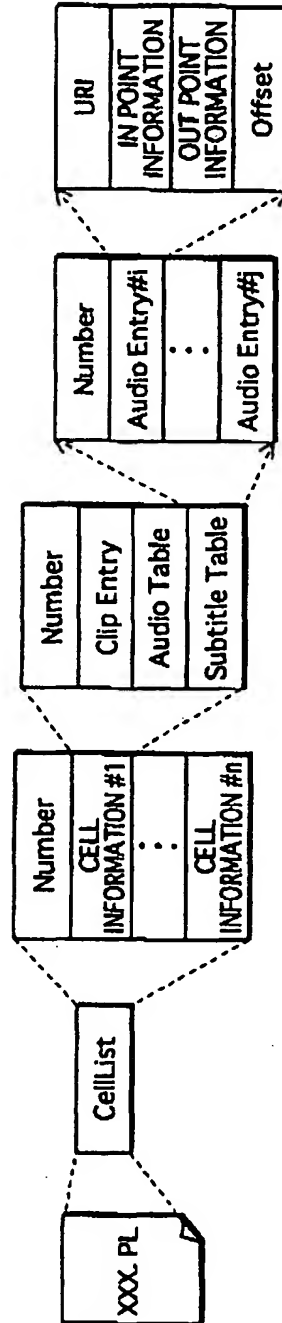 XXX. PL
CellList
Number
CELL
INFORMATION #1
⋮
CELL
INFORMATION #n
Number
Clip Entry
Audio Table
Subtitle Table
Number
Audio Entry#i
⋮
Audio Entry#j
URI
IN POINT
INFORMATION
OUT POINT
INFORMATION
Offset